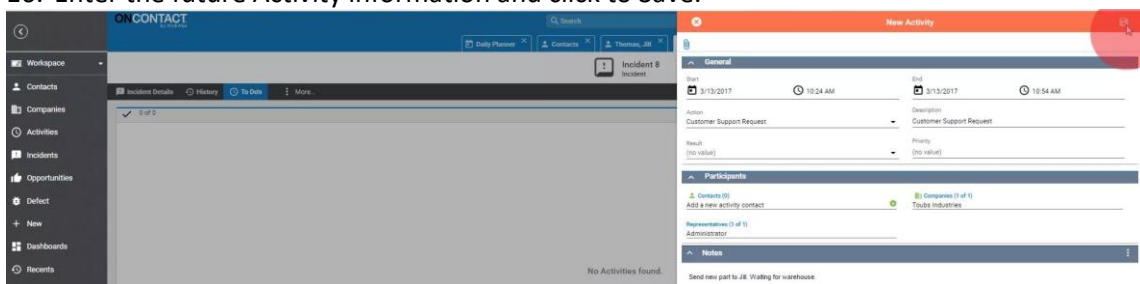 10. Enter the future Activity information and click to Save.
ONCONTACT
Search
New Activity
Daily Planner
Contacts
Thomas, Jill
Workspace
Incident 8
Incident
General
Start
End
3/13/2017
10:24 AM
3/13/2017
10:54 AM
Contacts
Incident Details
History
To Dos
More..
Companies
0 of 0
Action
Customer Support Request
Description
Customer Support Request
Activities
Incidents
Result
(no value)
Priority
(no value)
Opportunities
Participants
Defect
Contacts (0)
Add a new activity contact
Companies (1 of 1)
Toubs Industries
New
Representatives (1 of 1)
Administrator
Dashboards
Notes
Recents
No Activities found.
Send new part to Jill. Waiting for warehouse.